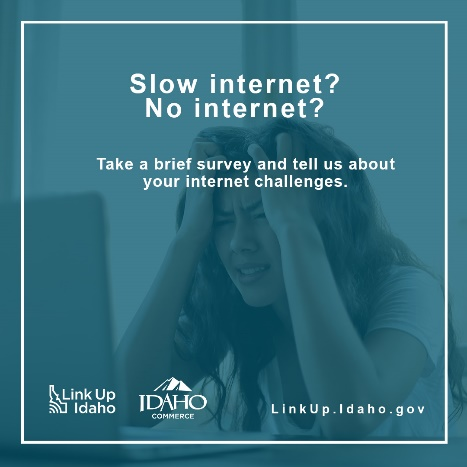 Slow internet?
No internet?
Take a brief survey and tell us about
your internet challenges.
Link Up
Idaho
IDAHO
COMMERCE
LinkUp.Idaho.gov